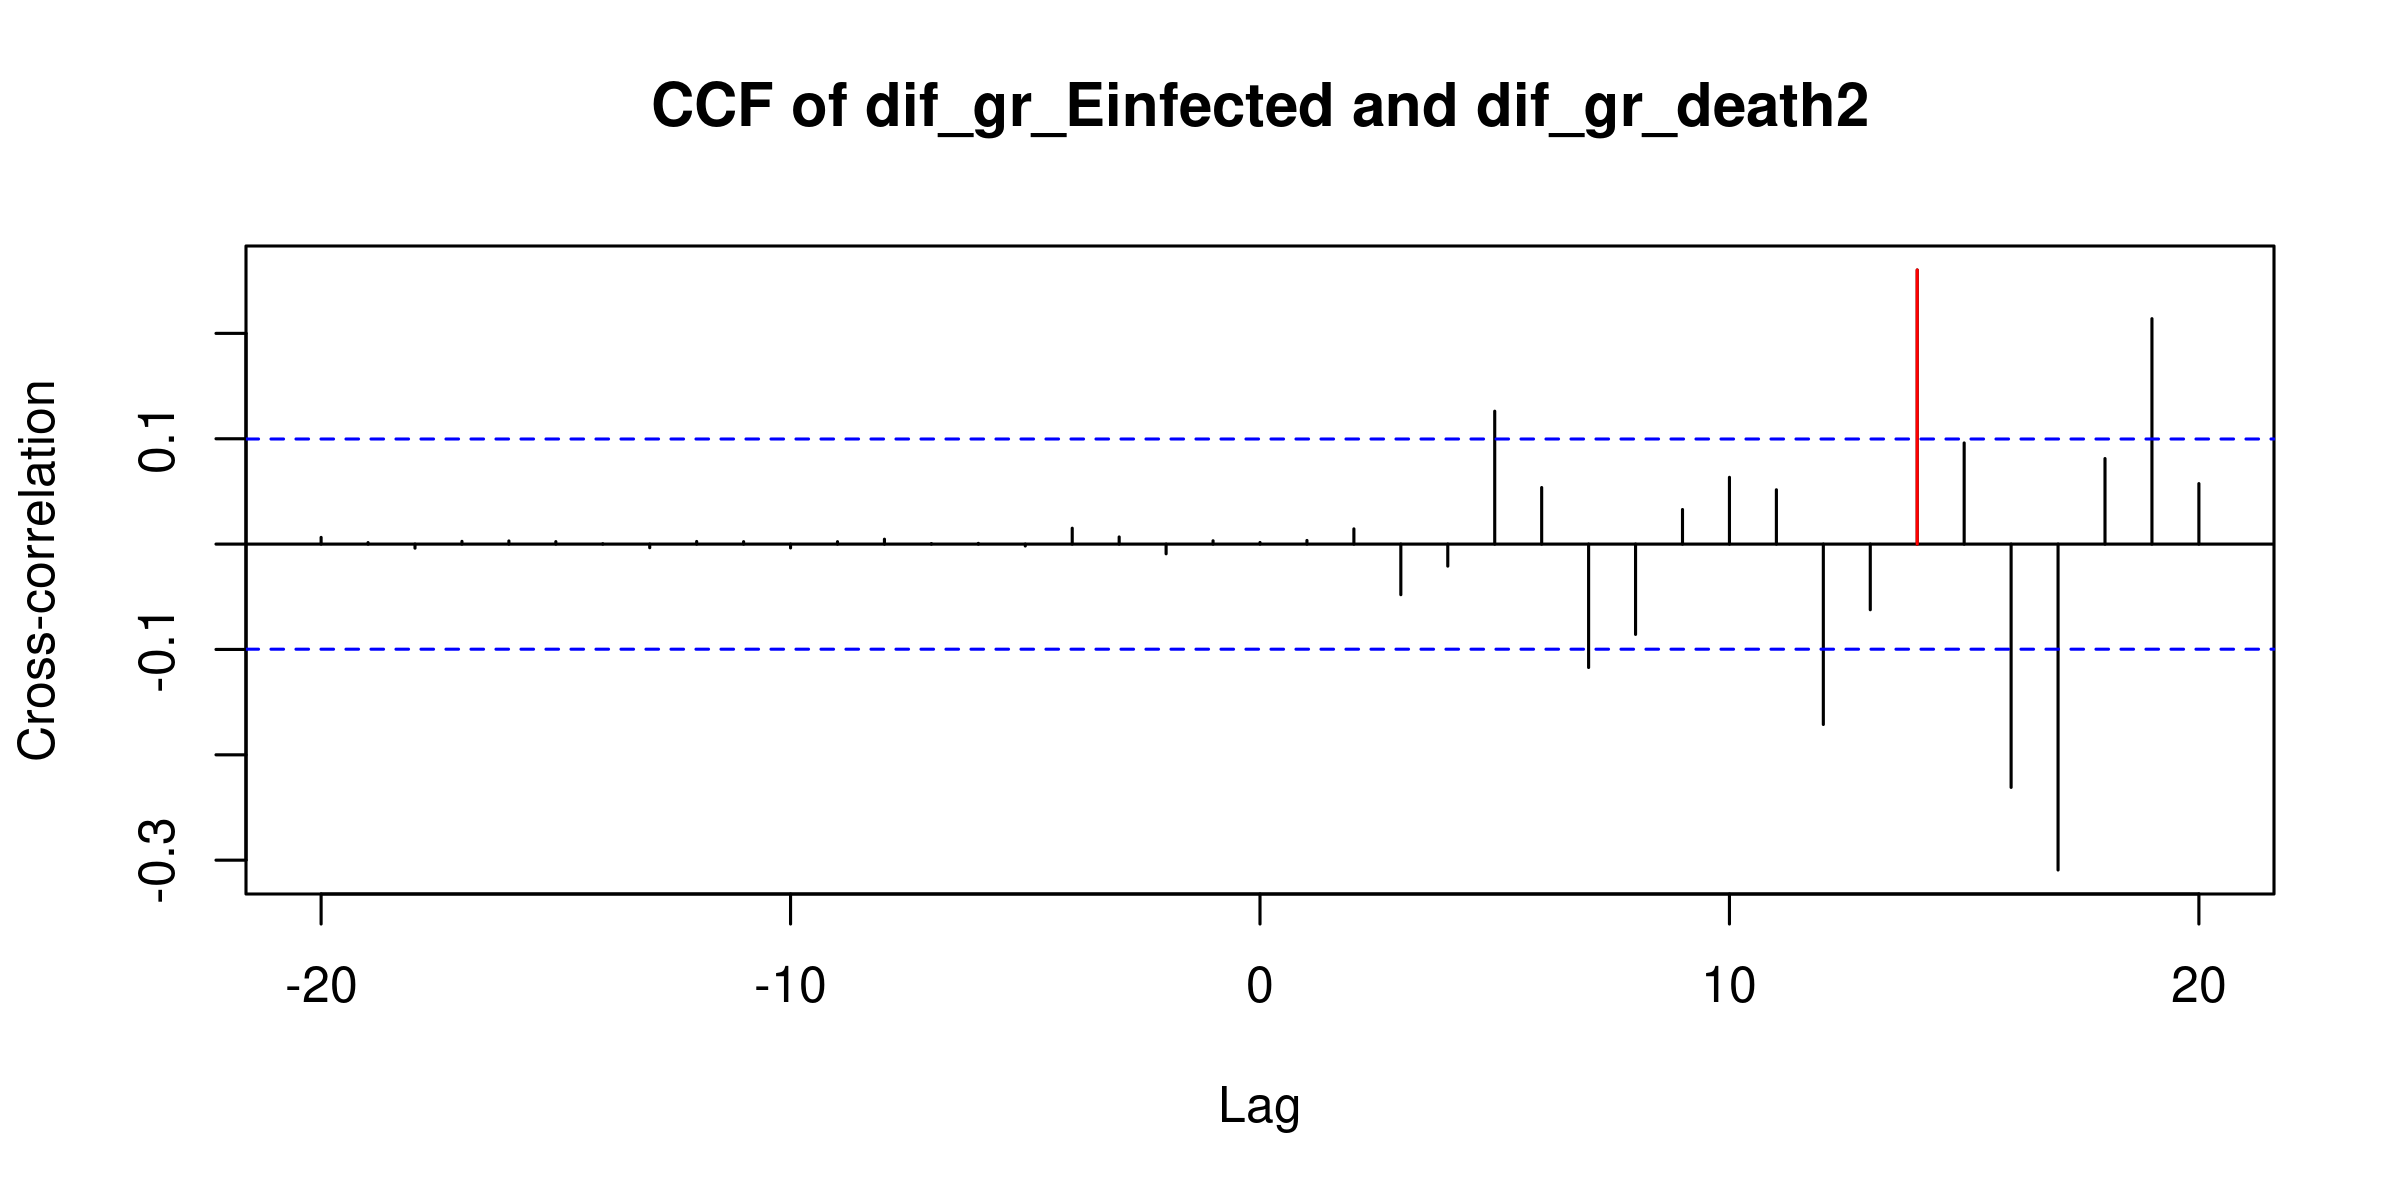 CCF of dif_gr_Einfected and dif_gr_death2
Cross-correlation
0.1
-0.1
-0.3
-20 -10 0 10 20
Lag